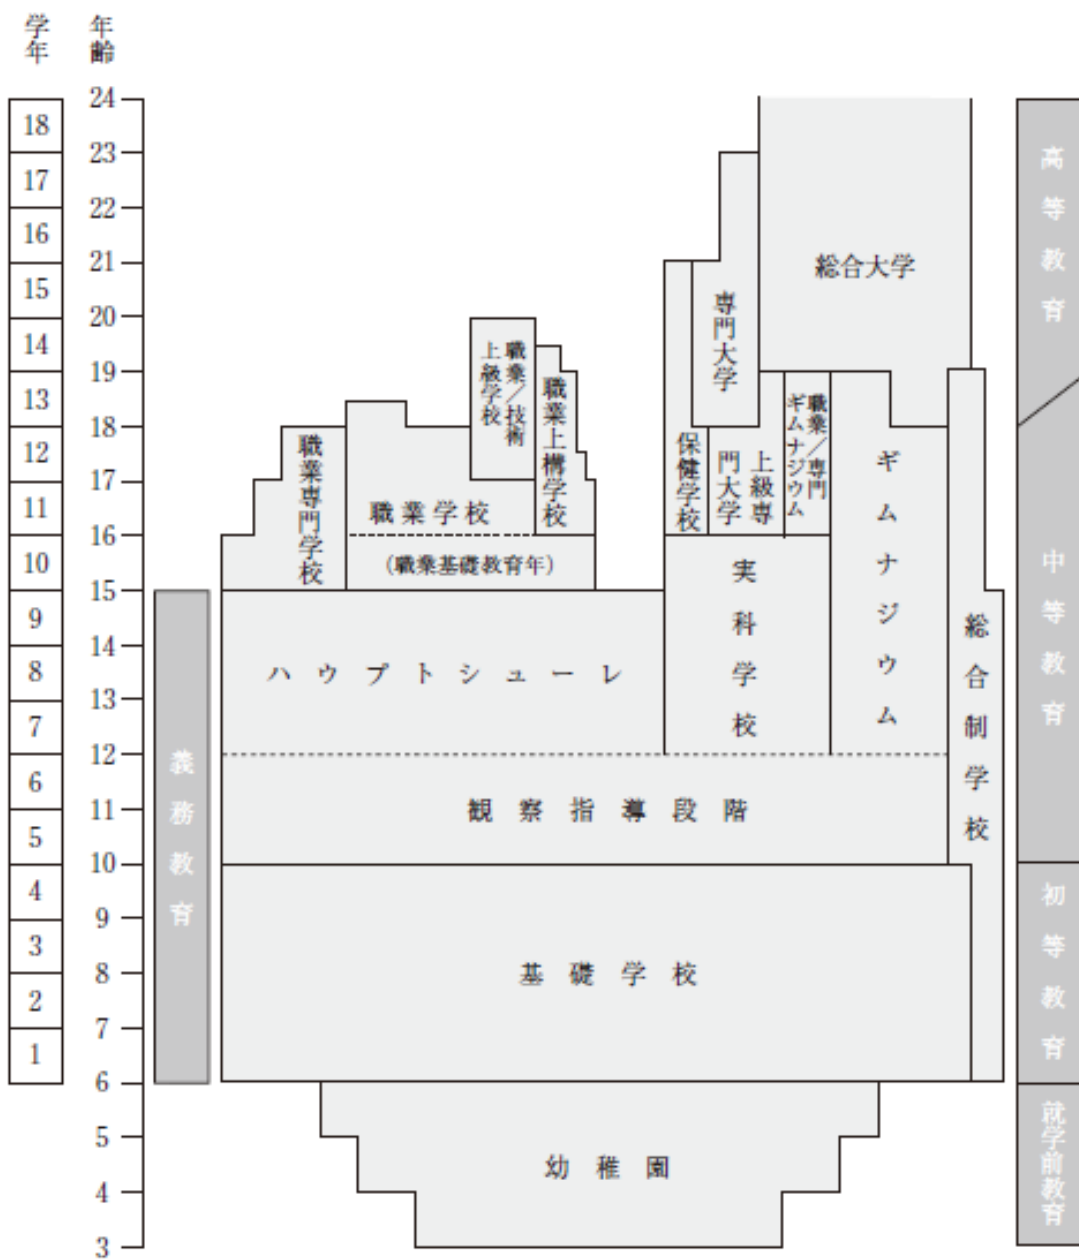 学年
年齢
24
23
22
21
20
19
18
17
16
15
14
13
12
11
10
9
8
7
6
5
4
3
18
17
16
15
14
13
12
11
10
9
8
7
6
5
4
3
2
1
義務教育
総合大学
専門大学
職業/技術上級学校
職業上構学校
職業専門学校
職業学校
(職業基礎教育年)
保健学校
上級専門大学
職業/専門ギムナジウム
ギムナジウム
実科学校
ハウプトシューレ
総合制学校
観察指導段階
基礎学校
幼稚園
高等教育
中等教育
初等教育
就学前教育